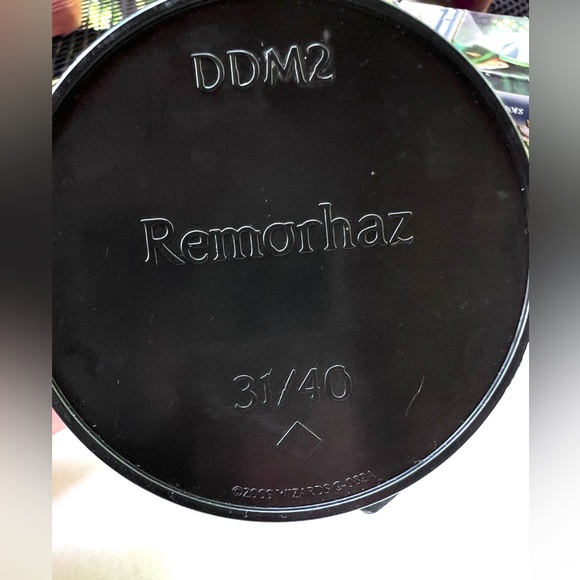 DDM2
Remorhaz
31/40
©2009 WIZARDS